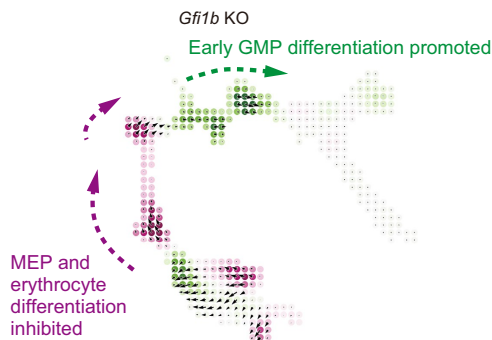 Gfi1b KO
Early GMP differentiation promoted
MEP and
erythrocyte
differentiation
inhibited